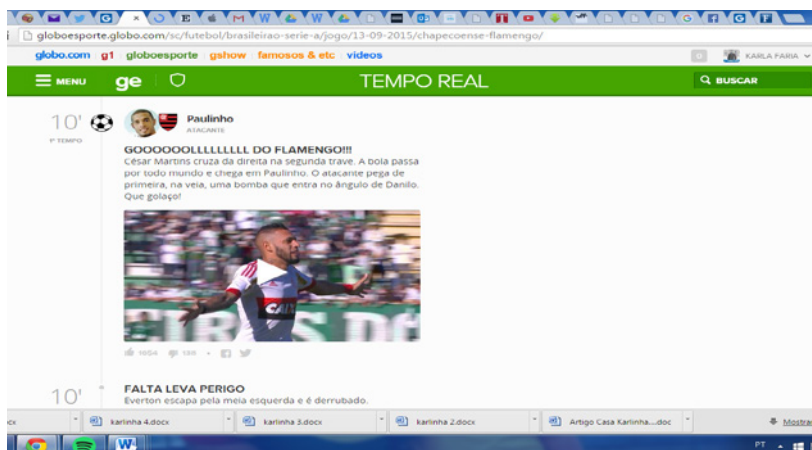 globoesporte.globo.com/sc/futebol/brasileirao-serie-a/jogo/13-09-2015/chapecoense-flamengo/
globo.com g1 globoesporte gshow famosos & etc vídeos KARLA FARIA
MENU ge TEMPO REAL BUSCAR
10' Paulinho
1º TEMPO ATACANTE
GOOOOOOLLLLLLLLL DO FLAMENGO!!!
César Martins cruza da direita na segunda trave. A bola passa
por todo mundo e chega em Paulinho. O atacante pega de
primeira, na veia, uma bomba que entra no ângulo de Danilo.
Que golaço!
CAIXA
10' FALTA LEVA PERIGO
Everton escapa pela meia esquerda e é derrubado.
karlinha 4.docx karlinha 3.docx karlinha 2.docx Artigo Casa Karlinha....doc Mostrar
PT